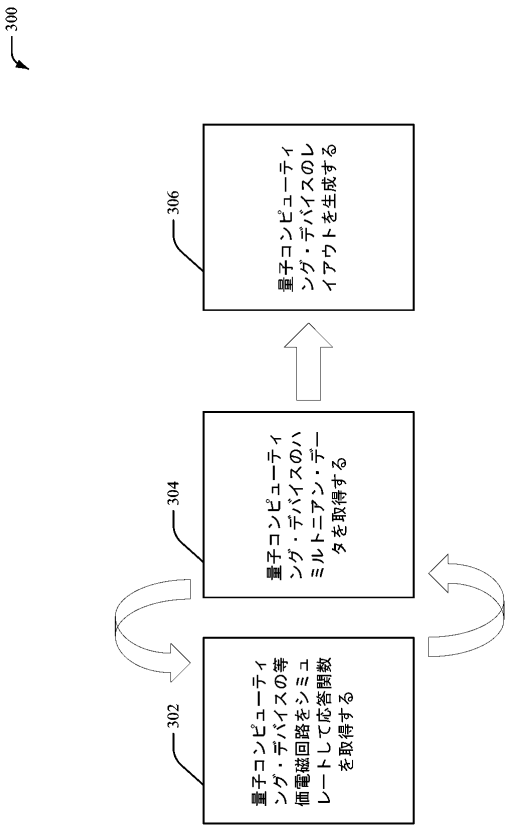 300
302
量子コンピューティ
ング・デバイスの等
価電磁回路をシミュ
レートして応答関数
を取得する
304
量子コンピューティ
ング・デバイスのハ
ミルトニアン・デー
タを取得する
306
量子コンピューティ
ング・デバイスのレ
イアウトを生成する